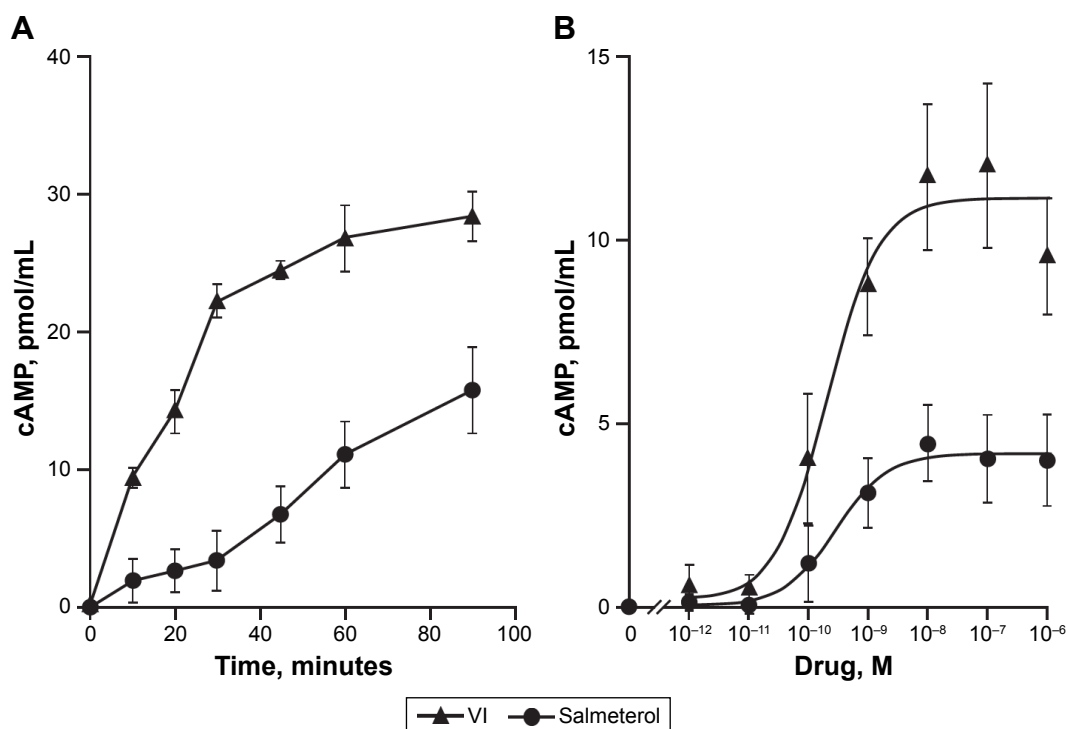 A
cAMP, pmol/mL
40
30
20
10
0
0 20 40 60 80 100
Time, minutes
B
cAMP, pmol/mL
15
10
5
0
0 10⁻¹² 10⁻¹¹ 10⁻¹⁰ 10⁻⁹ 10⁻⁸ 10⁻⁷ 10⁻⁶
Drug, M
VI Salmeterol